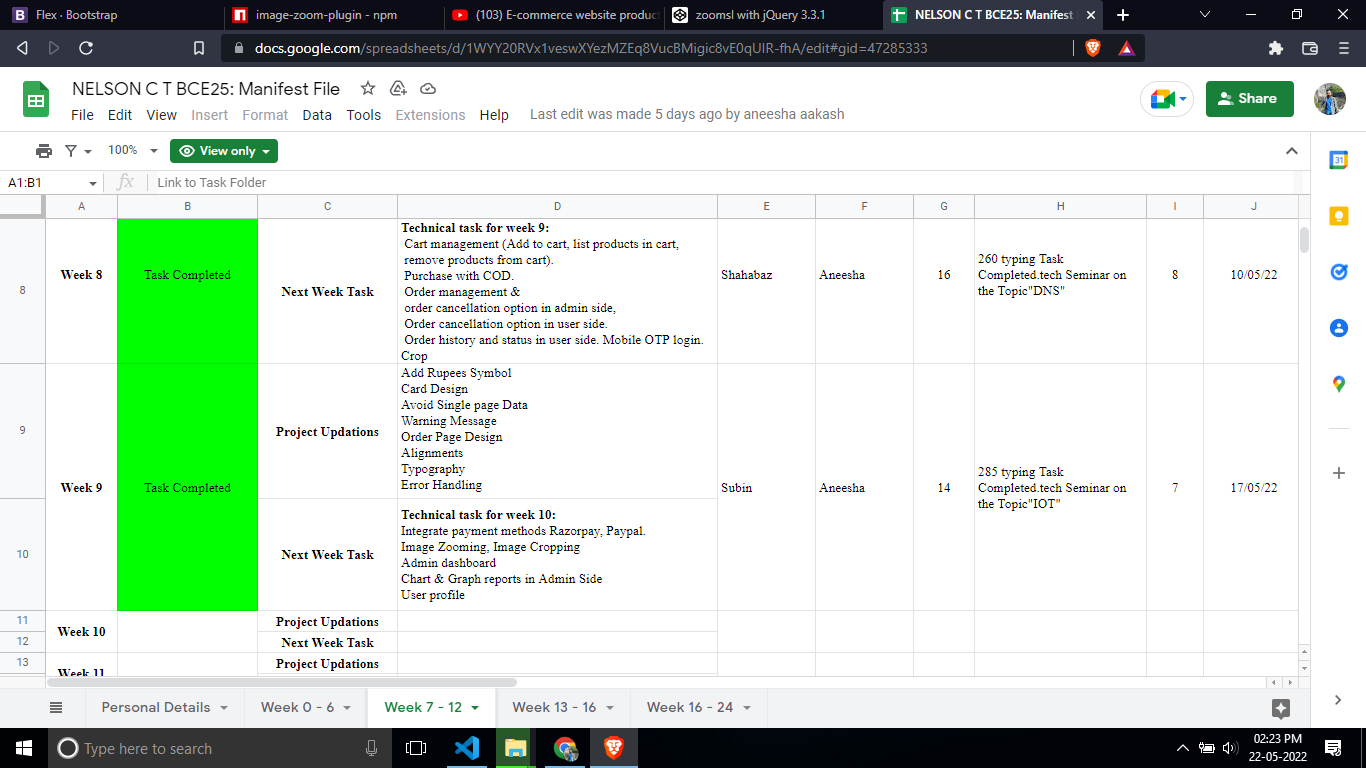 Flex · Bootstrap
image-zoom-plugin - npm
(103) E-commerce website produc
zoomsl with jQuery 3.3.1
NELSON C T BCE25: Manifest
docs.google.com/spreadsheets/d/1WYY20RVx1veswXYezMZEq8VucBMigic8vE0qUIR-fhA/edit#gid=47285333
NELSON C T BCE25: Manifest File
File Edit View Insert Format Data Tools Extensions Help Last edit was made 5 days ago by aneesha aakash
Share
100%
View only
A1:B1
fx
Link to Task Folder
A B C D E F G H I J
8
Week 8
Task Completed
Next Week Task
Technical task for week 9:
Cart management (Add to cart, list products in cart,
remove products from cart).
Purchase with COD.
Order management &
order cancellation option in admin side,
Order cancellation option in user side.
Order history and status in user side. Mobile OTP login.
Crop
Shahabaz
Aneesha
16
260 typing Task
Completed.tech Seminar on
the Topic"DNS"
8
10/05/22
9
Week 9
Task Completed
Project Updations
Add Rupees Symbol
Card Design
Avoid Single page Data
Warning Message
Order Page Design
Alignments
Typography
Error Handling
Subin
Aneesha
14
285 typing Task
Completed.tech Seminar on
the Topic"IOT"
7
17/05/22
10
Next Week Task
Technical task for week 10:
Integrate payment methods Razorpay, Paypal.
Image Zooming, Image Cropping
Admin dashboard
Chart & Graph reports in Admin Side
User profile
11
Week 10
Project Updations
12
Next Week Task
13
Week 11
Project Updations
Personal Details
Week 0 - 6
Week 7 - 12
Week 13 - 16
Week 16 - 24
31
Type here to search
02:23 PM
22-05-2022